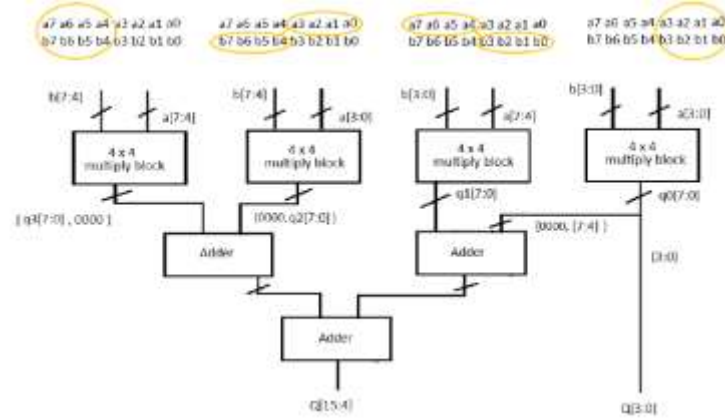 a7 a6 a5 a4 a3 a2 a1 a0
b7 b6 b5 b4 b3 b2 b1 b0
a7 a6 a5 a4 a3 a2 a1 a0
b7 b6 b5 b4 b3 b2 b1 b0
a7 a6 a5 a4 a3 a2 a1 a0
b7 b6 b5 b4 b3 b2 b1 b0
a7 a6 a5 a4 a3 a2 a1 a0
b7 b6 b5 b4 b3 b2 b1 b0
b[7:4]
a[7:4]
b[7:4]
a[3:0]
b[3:0]
a[7:4]
b[3:0]
a[3:0]
4 x 4
multiply block
4 x 4
multiply block
4 x 4
multiply block
4 x 4
multiply block
{ q3[7:0] , 0000 }
{0000, q2[7:0] }
q1[7:0]
q0[7:0]
{0000, [7:4] }
Adder
Adder
[3:0]
Adder
Q[15:4]
Q[3:0]